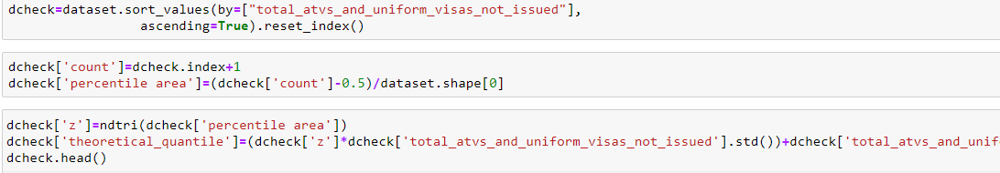 dcheck=dataset.sort_values(by=["total_atvs_and_uniform_visas_not_issued"],
ascending=True).reset_index()
dcheck['count']=dcheck.index+1
dcheck['percentile area']=(dcheck['count']-0.5)/dataset.shape[0]
dcheck['z']=ndtri(dcheck['percentile area'])
dcheck['theoretical_quantile']=(dcheck['z']*dcheck['total_atvs_and_uniform_visas_not_issued'].std())+dcheck['total_atvs_and_unif
dcheck.head()